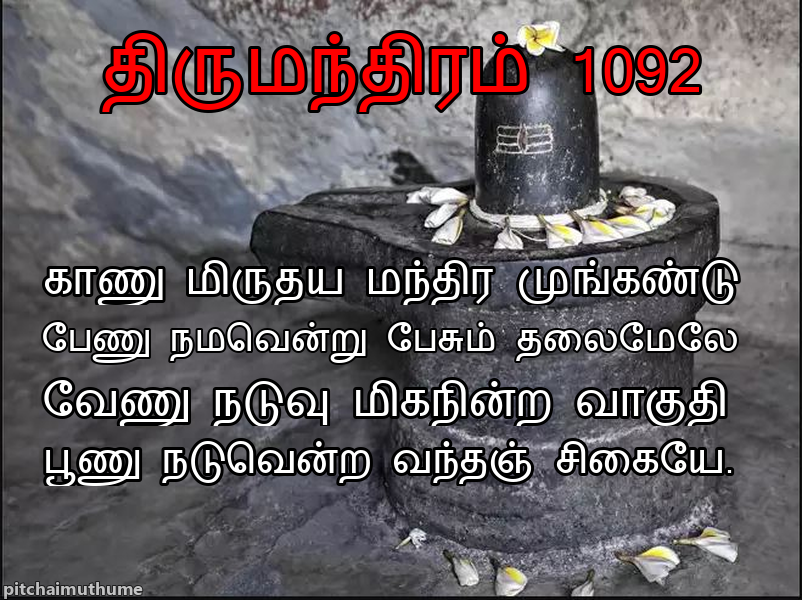 திருமந்திரம் 1092
காணு மிருதய மந்திர முங்கண்டு
பேணு நமவென்று பேசும் தலைமேலே
வேணு நடுவு மிகநின்ற வாகுதி
பூணு நடுவென்ற வந்தஞ் சிகையே.
pitchaimuthume